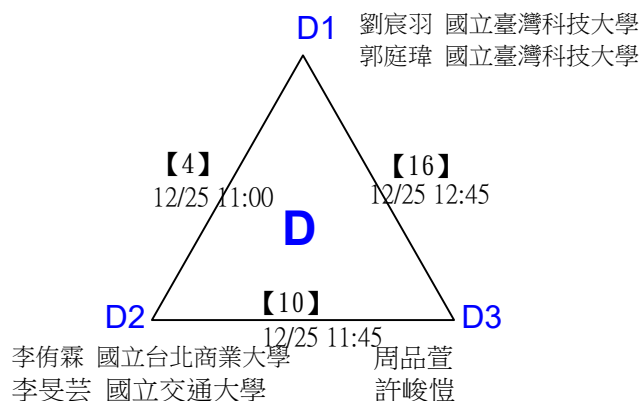 D1
劉宸羽 國立臺灣科技大學
郭庭瑋 國立臺灣科技大學
【4】
12/25 11:00
【16】
12/25 12:45
D
【10】
12/25 11:45
D2
D3
李侑霖 國立台北商業大學
李旻芸 國立交通大學
周品萱
許峻愷